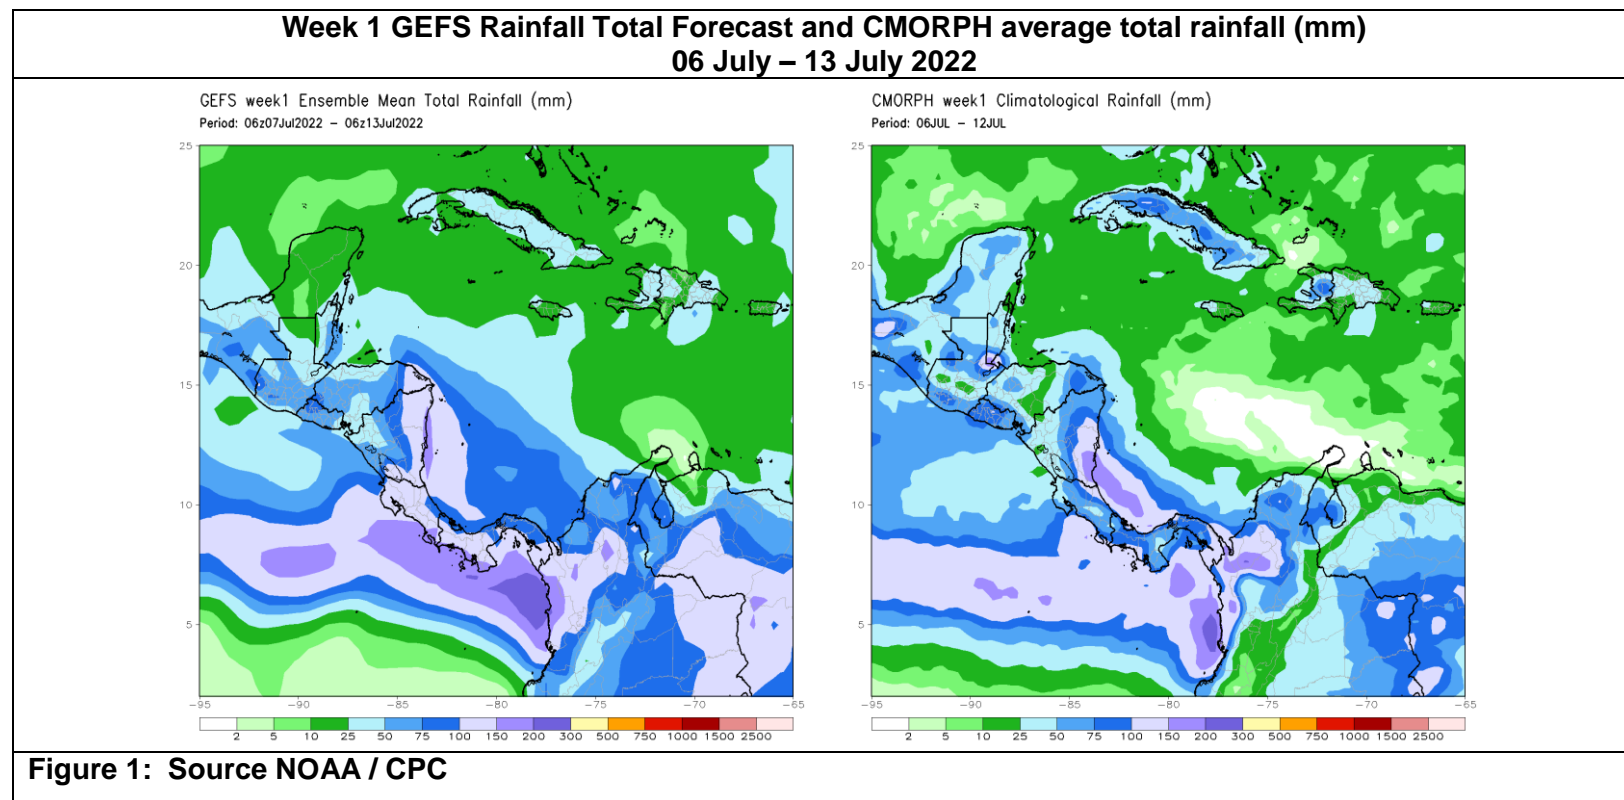 Week 1 GEFS Rainfall Total Forecast and CMORPH average total rainfall (mm)
06 July – 13 July 2022
GEFS week1 Ensemble Mean Total Rainfall (mm)
Period: 06z07Jul2022 – 06z13Jul2022
25
20
15
10
5
-95 -90 -85 -80 -75 -70 -65
2 5 10 25 50 75 100 150 200 300 500 750 1000 1500 2500
CMORPH week1 Climatological Rainfall (mm)
Period: 06JUL – 12JUL
25
20
15
10
5
-95 -90 -85 -80 -75 -70 -65
2 5 10 25 50 75 100 150 200 300 500 750 1000 1500 2500
Figure 1: Source NOAA / CPC